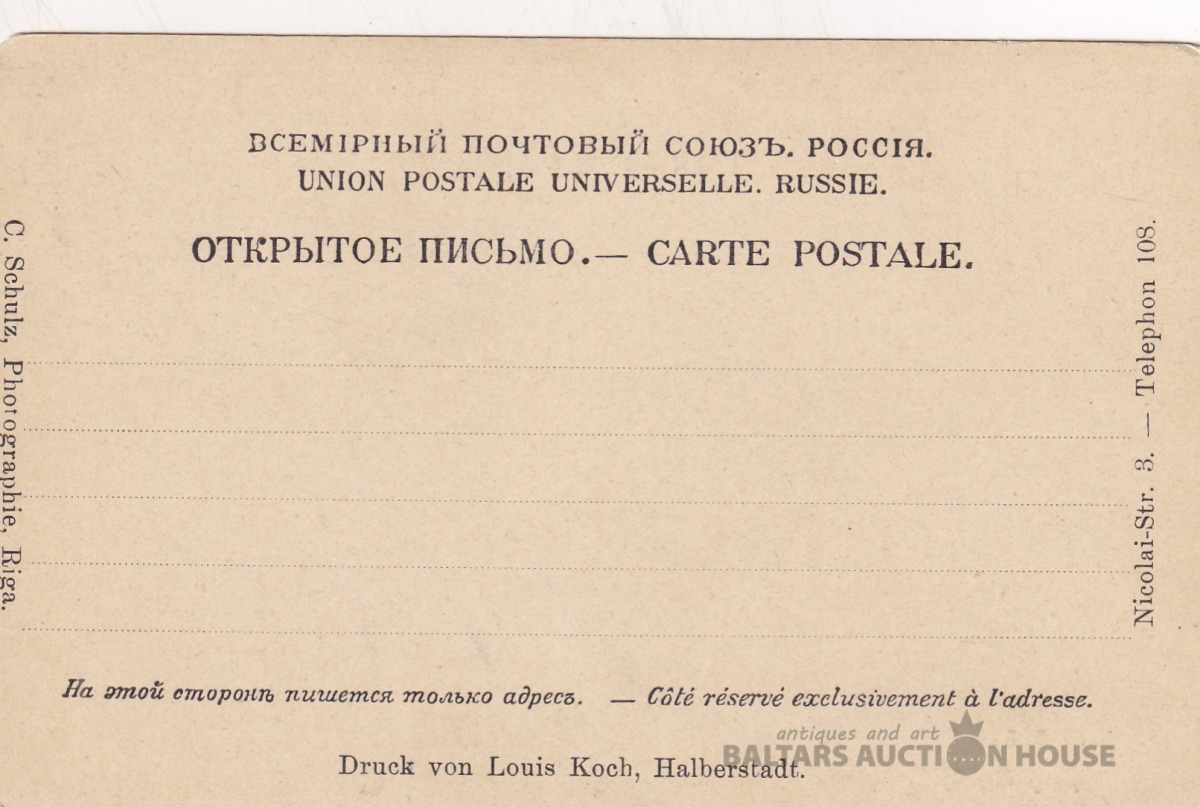 ВСЕМІРНЫЙ ПОЧТОВЫЙ СОЮЗЪ. РОССІЯ.
UNION POSTALE UNIVERSELLE. RUSSIE.
ОТКРЫТОЕ ПИСЬМО.— CARTE POSTALE.
C. Schulz, Photographie, Riga.
Nicolai-Str. 3. — Telephon 108.
На этой сторонѣ пишется только адресъ. — Côté réservé exclusivement à l'adresse.
Druck von Louis Koch, Halberstadt.
antiques and art
BALTARS AUCTION HOUSE